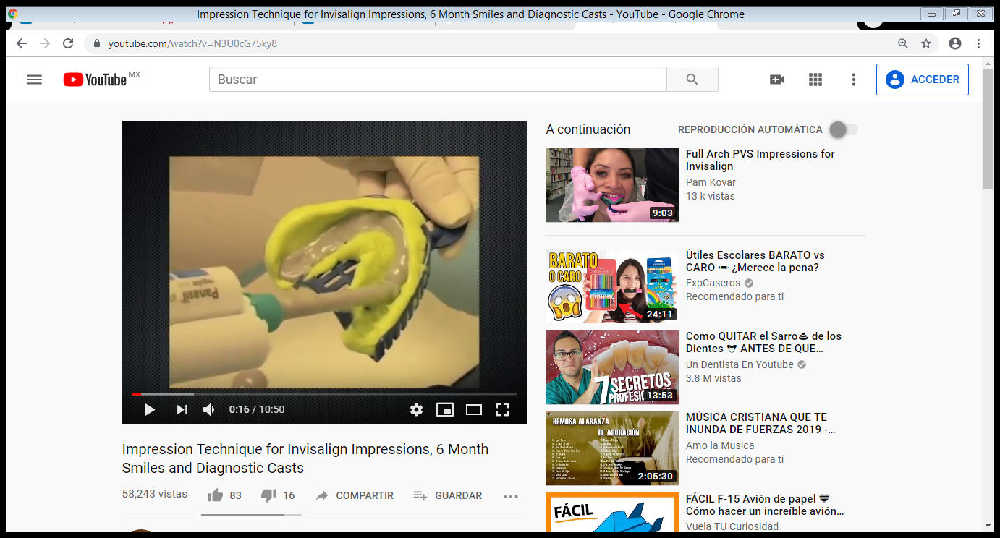 Impression Technique for Invisalign Impressions, 6 Month Smiles and Diagnostic Casts - YouTube - Google Chrome
youtube.com/watch?v=N3U0cG75ky8
YouTube MX
Buscar
ACCEDER
Panasil
regular
0:16 / 10:50
Impression Technique for Invisalign Impressions, 6 Month
Smiles and Diagnostic Casts
58,243 vistas
83
16
COMPARTIR
GUARDAR
A continuación
REPRODUCCIÓN AUTOMÁTICA
9:03
Full Arch PVS Impressions for
Invisalign
Pam Kovar
13 k vistas
BARATO
O CARO
24:11
Útiles Escolares BARATO vs
CARO ¿Merece la pena?
ExpCaseros
Recomendado para ti
7 SECRETOS
13:53
Como QUITAR el Sarro💩 de los
Dientes 🦷 ANTES DE QUE…
Un Dentista En Youtube
3.8 M vistas
HEMOSA ALABANZA
DE ADORACIÓN
2:05:30
MÚSICA CRISTIANA QUE TE
INUNDA DE FUERZAS 2019 -…
Amo la Musica
Recomendado para ti
FÁCIL
FÁCIL F-15 Avión de papel 🖤
Cómo hacer un increíble avión…
Vuela TU Curiosidad